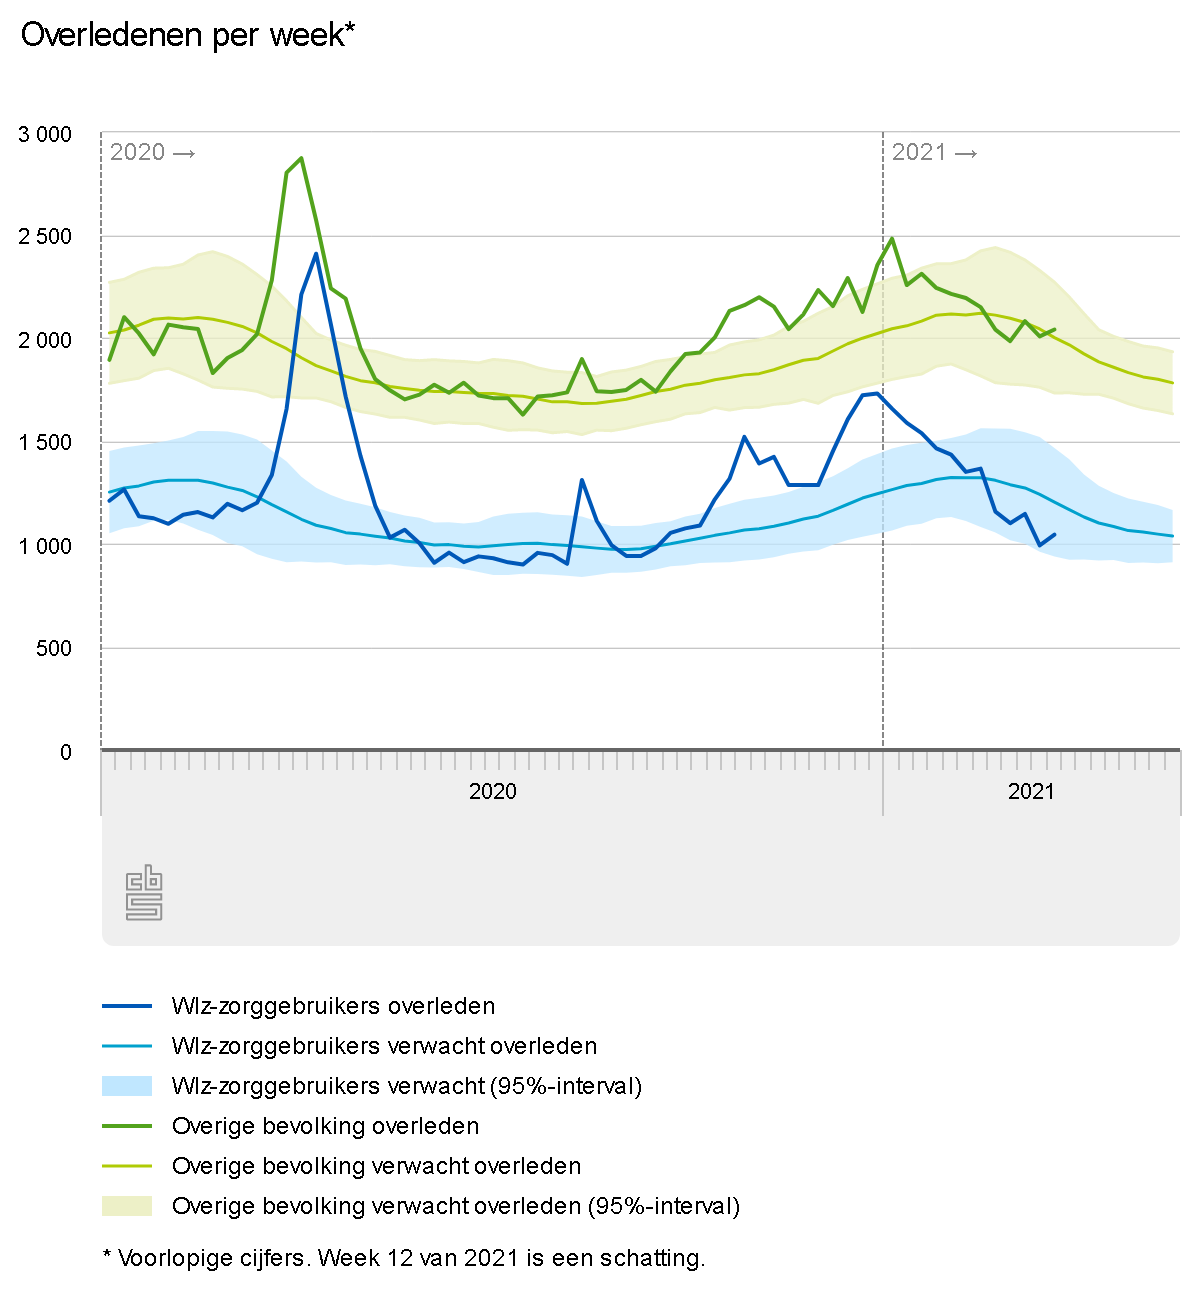 Overledenen per week*
3 000
2020 →
2021 →
2 500
2 000
1 500
1 000
500
0
2020
2021
cbs
Wlz-zorggebruikers overleden
Wlz-zorggebruikers verwacht overleden
Wlz-zorggebruikers verwacht (95%-interval)
Overige bevolking overleden
Overige bevolking verwacht overleden
Overige bevolking verwacht overleden (95%-interval)
* Voorlopige cijfers. Week 12 van 2021 is een schatting.